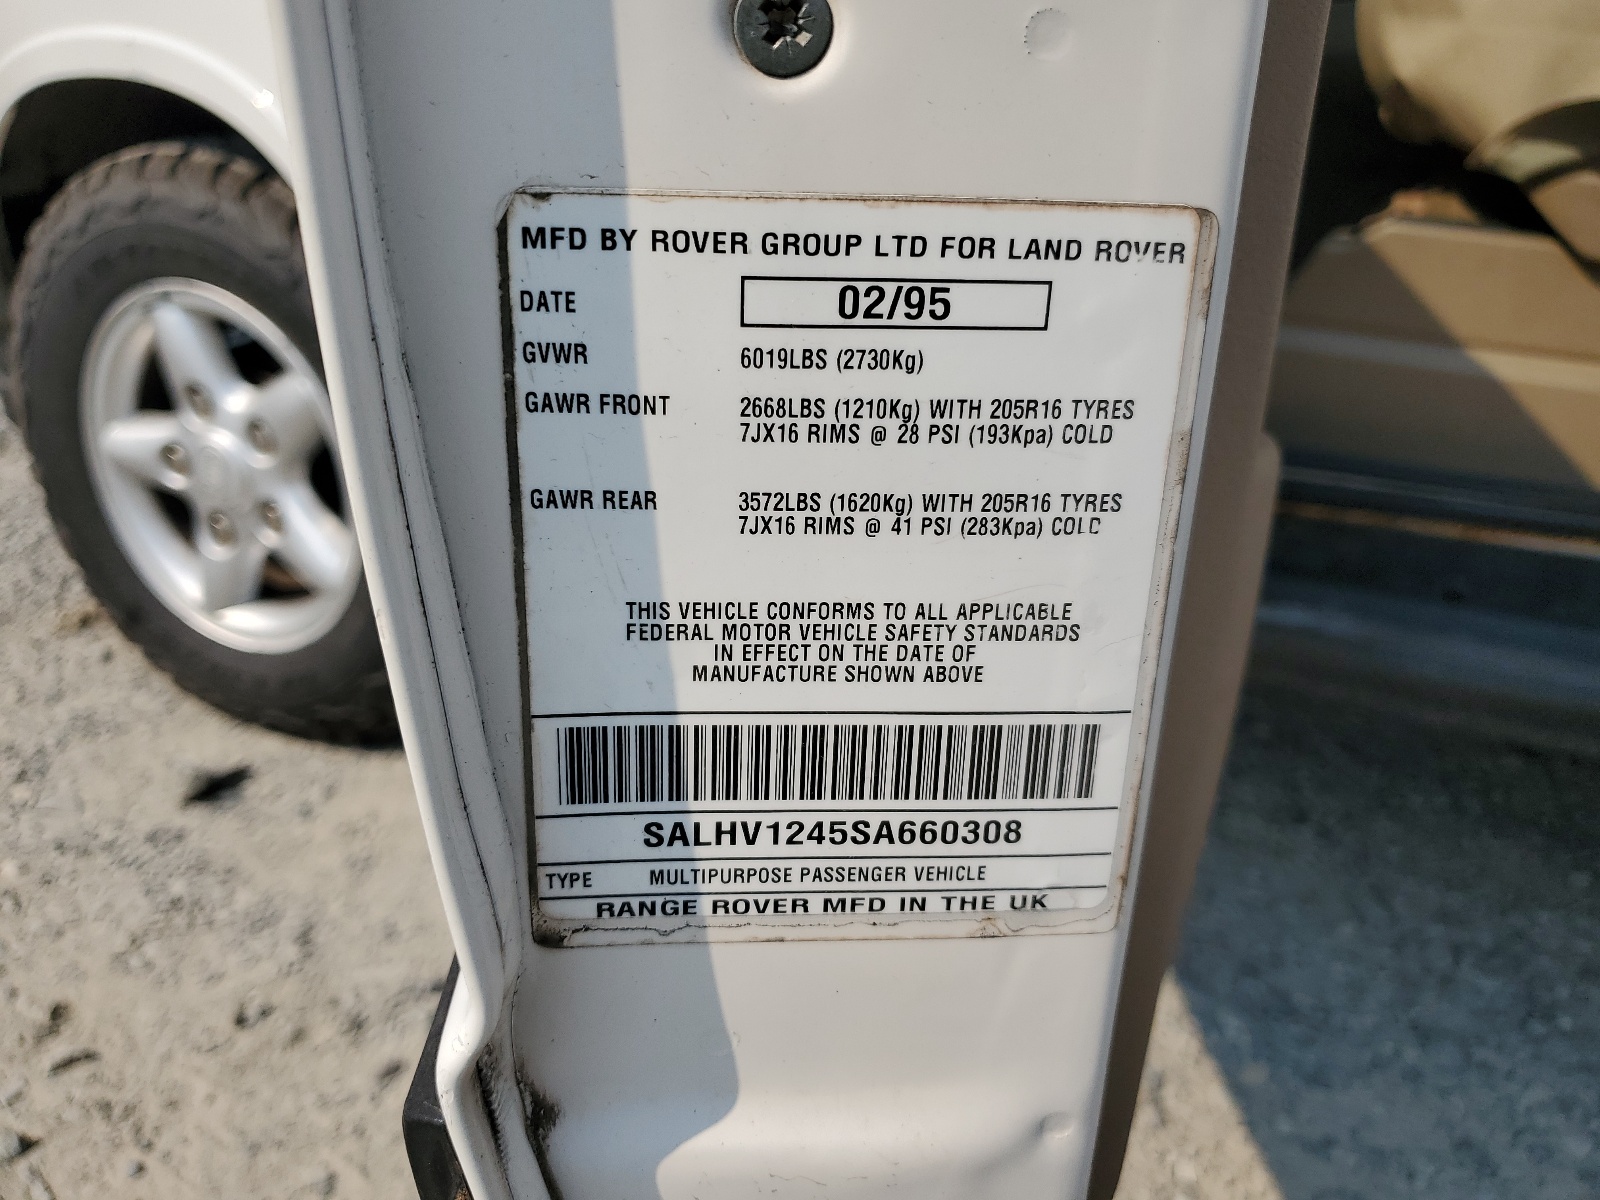 MFD BY ROVER GROUP LTD FOR LAND ROVER
DATE 02/95
GVWR 6019LBS (2730Kg)
GAWR FRONT 2668LBS (1210Kg) WITH 205R16 TYRES
7JX16 RIMS @ 28 PSI (193Kpa) COLD
GAWR REAR 3572LBS (1620Kg) WITH 205R16 TYRES
7JX16 RIMS @ 41 PSI (283Kpa) COLD
THIS VEHICLE CONFORMS TO ALL APPLICABLE
FEDERAL MOTOR VEHICLE SAFETY STANDARDS
IN EFFECT ON THE DATE OF
MANUFACTURE SHOWN ABOVE
SALHV1245SA660308
TYPE MULTIPURPOSE PASSENGER VEHICLE
RANGE ROVER MFD IN THE UK